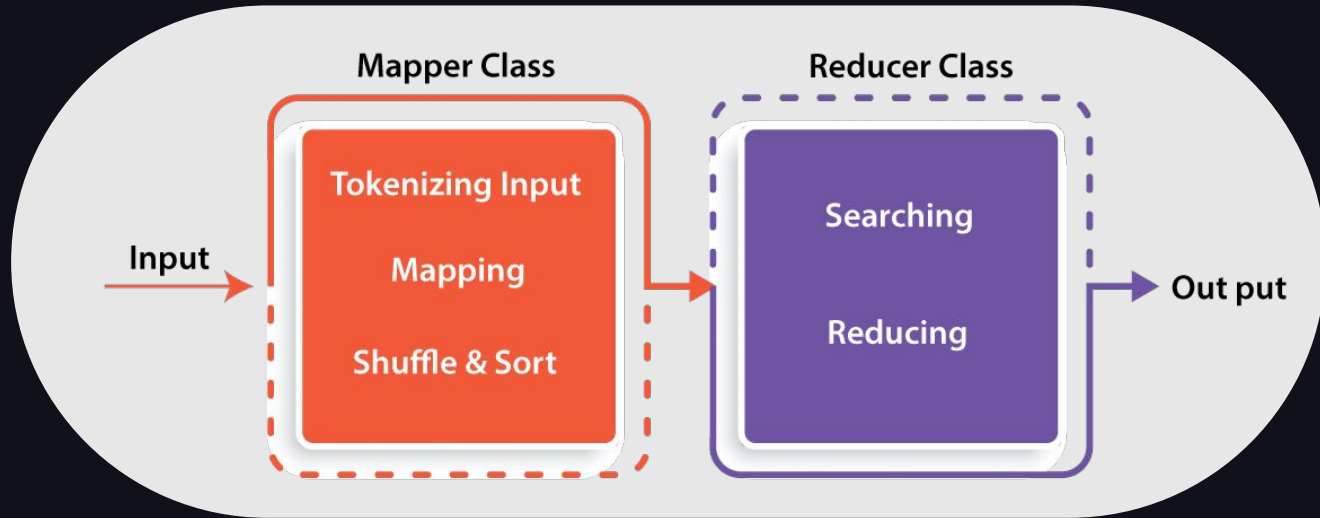 Mapper Class
Reducer Class
Input
Tokenizing Input
Mapping
Shuffle & Sort
Searching
Reducing
Out put